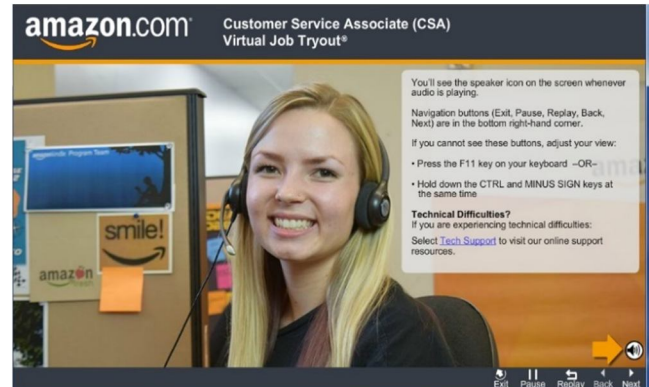 amazon.com
Customer Service Associate (CSA)
Virtual Job Tryout®
You'll see the speaker icon on the screen whenever
audio is playing.
Navigation buttons (Exit, Pause, Replay, Back,
Next) are in the bottom right-hand corner.
If you cannot see these buttons, adjust your view:
• Press the F11 key on your keyboard –OR–
• Hold down the CTRL and MINUS SIGN keys at
the same time
Technical Difficulties?
If you are experiencing technical difficulties:
Select Tech Support to visit our online support
resources.
Program Team
smile!
amazon
fresh
ama
Exit Pause Replay Back Next